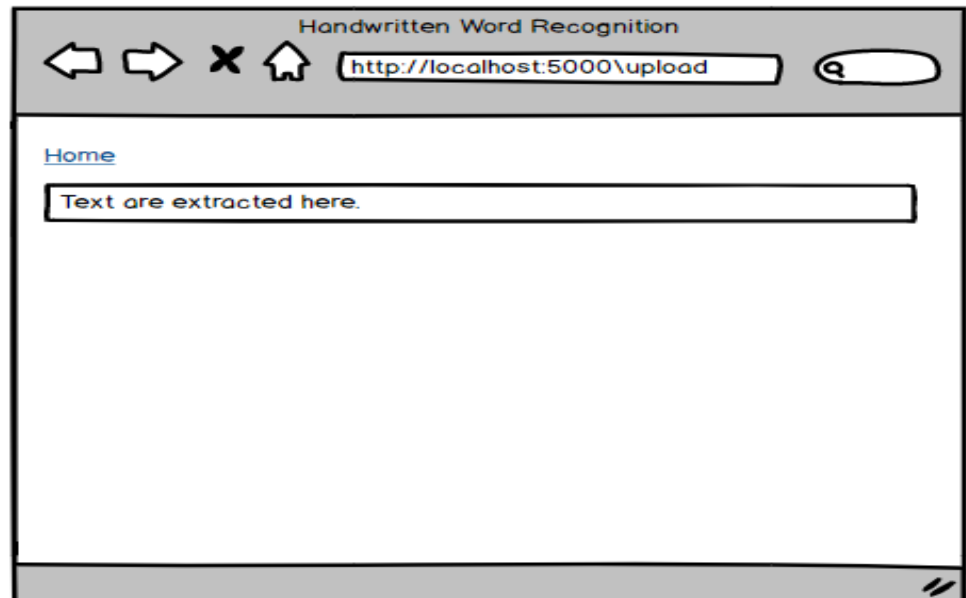 Handwritten Word Recognition
http://localhost:5000\upload
Home
Text are extracted here.